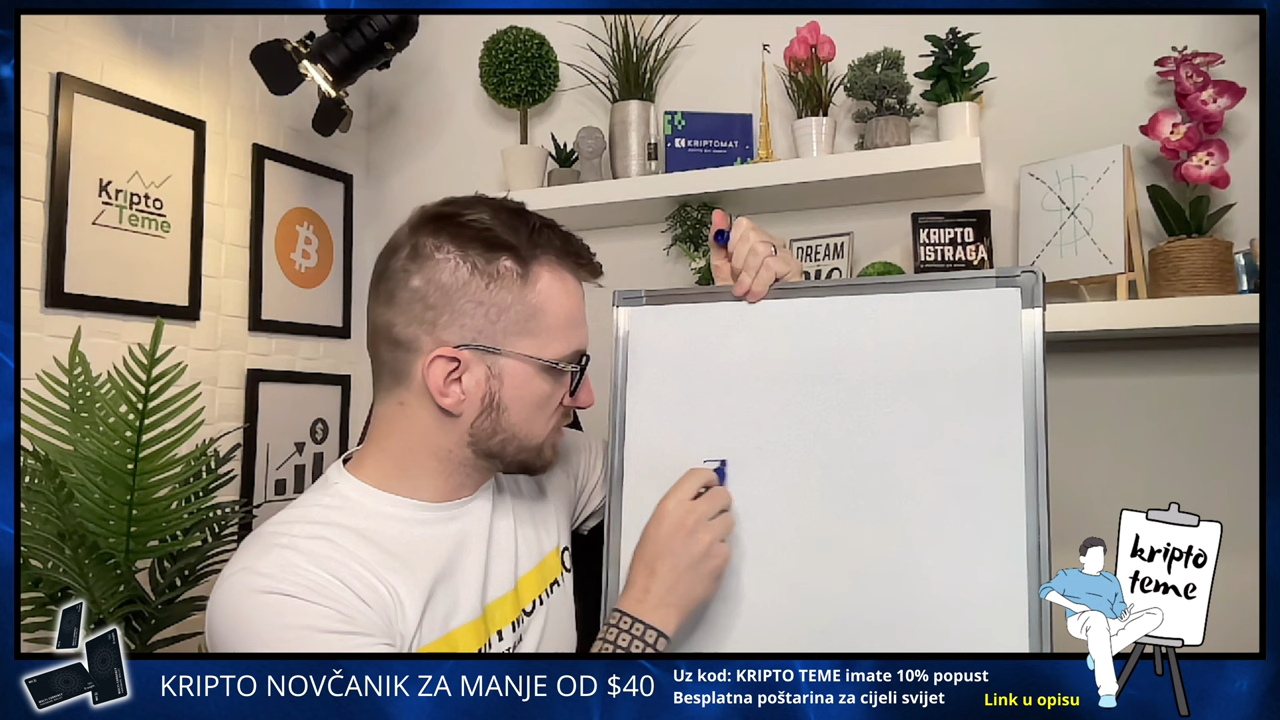 Kripto
Teme
KRIPTOMAT
DREAM
KRIPTO
ISTRAGA
kripto
teme
KRIPTO NOVČANIK ZA MANJE OD $40
Uz kod: KRIPTO TEME imate 10% popust
Besplatna poštarina za cijeli svijet
Link u opisu